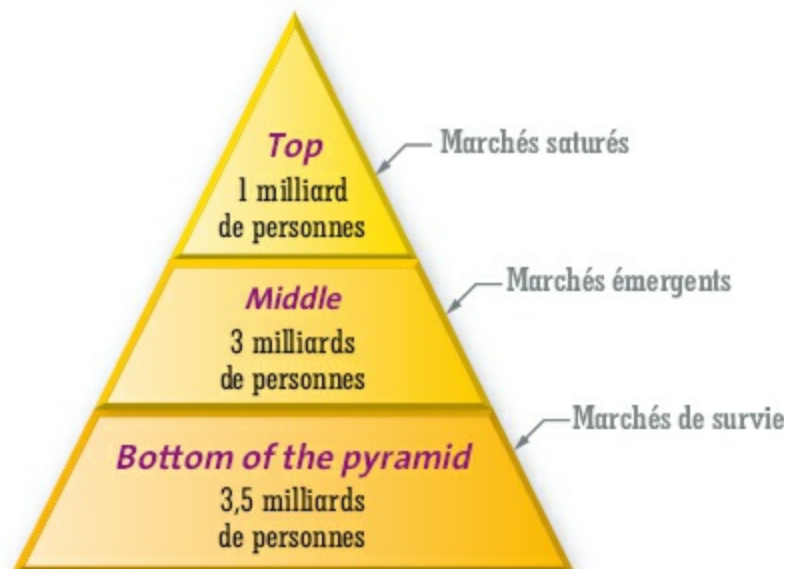 Top
1 milliard
de personnes
Marchés saturés
Middle
3 milliards
de personnes
Marchés émergents
Bottom of the pyramid
3,5 milliards
de personnes
Marchés de survie